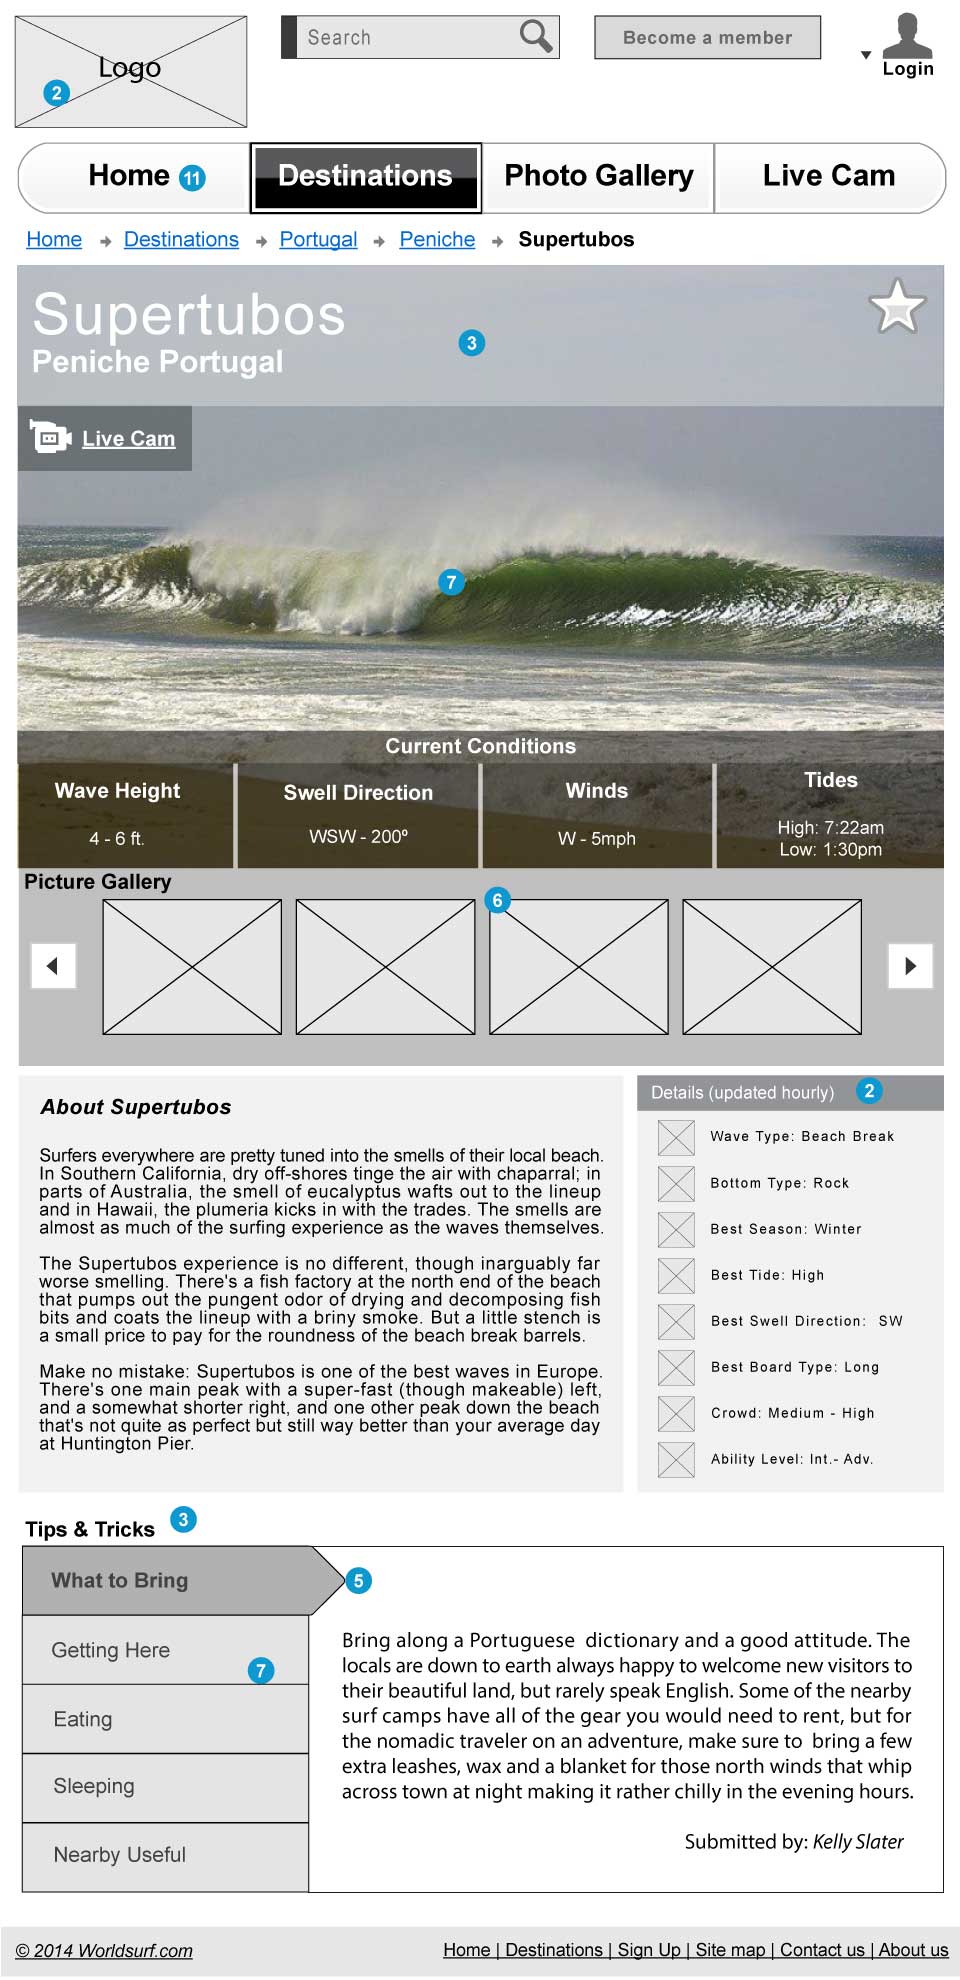 Logo
2
Search
Become a member
Login
Home 11
Destinations
Photo Gallery
Live Cam
Home Destinations Portugal Peniche Supertubos
Supertubos
Peniche Portugal
3
Live Cam
7
Current Conditions
Wave Height
4 - 6 ft.
Swell Direction
WSW - 200º
Winds
W - 5mph
Tides
High: 7:22am
Low: 1:30pm
Picture Gallery
6
About Supertubos
Surfers everywhere are pretty tuned into the smells of their local beach.
In Southern California, dry off-shores tinge the air with chaparral; in
parts of Australia, the smell of eucalyptus wafts out to the lineup
and in Hawaii, the plumeria kicks in with the trades. The smells are
almost as much of the surfing experience as the waves themselves.
The Supertubos experience is no different, though inarguably far
worse smelling. There's a fish factory at the north end of the beach
that pumps out the pungent odor of drying and decomposing fish
bits and coats the lineup with a briny smoke. But a little stench is
a small price to pay for the roundness of the beach break barrels.
Make no mistake: Supertubos is one of the best waves in Europe.
There's one main peak with a super-fast (though makeable) left,
and a somewhat shorter right, and one other peak down the beach
that's not quite as perfect but still way better than your average day
at Huntington Pier.
Details (updated hourly) 2
Wave Type: Beach Break
Bottom Type: Rock
Best Season: Winter
Best Tide: High
Best Swell Direction: SW
Best Board Type: Long
Crowd: Medium - High
Ability Level: Int.- Adv.
Tips & Tricks 3
What to Bring
5
Getting Here
7
Eating
Sleeping
Nearby Useful
Bring along a Portuguese dictionary and a good attitude. The
locals are down to earth always happy to welcome new visitors to
their beautiful land, but rarely speak English. Some of the nearby
surf camps have all of the gear you would need to rent, but for
the nomadic traveler on an adventure, make sure to bring a few
extra leashes, wax and a blanket for those north winds that whip
across town at night making it rather chilly in the evening hours.
Submitted by: Kelly Slater
© 2014 Worldsurf.com
Home | Destinations | Sign Up | Site map | Contact us | About us